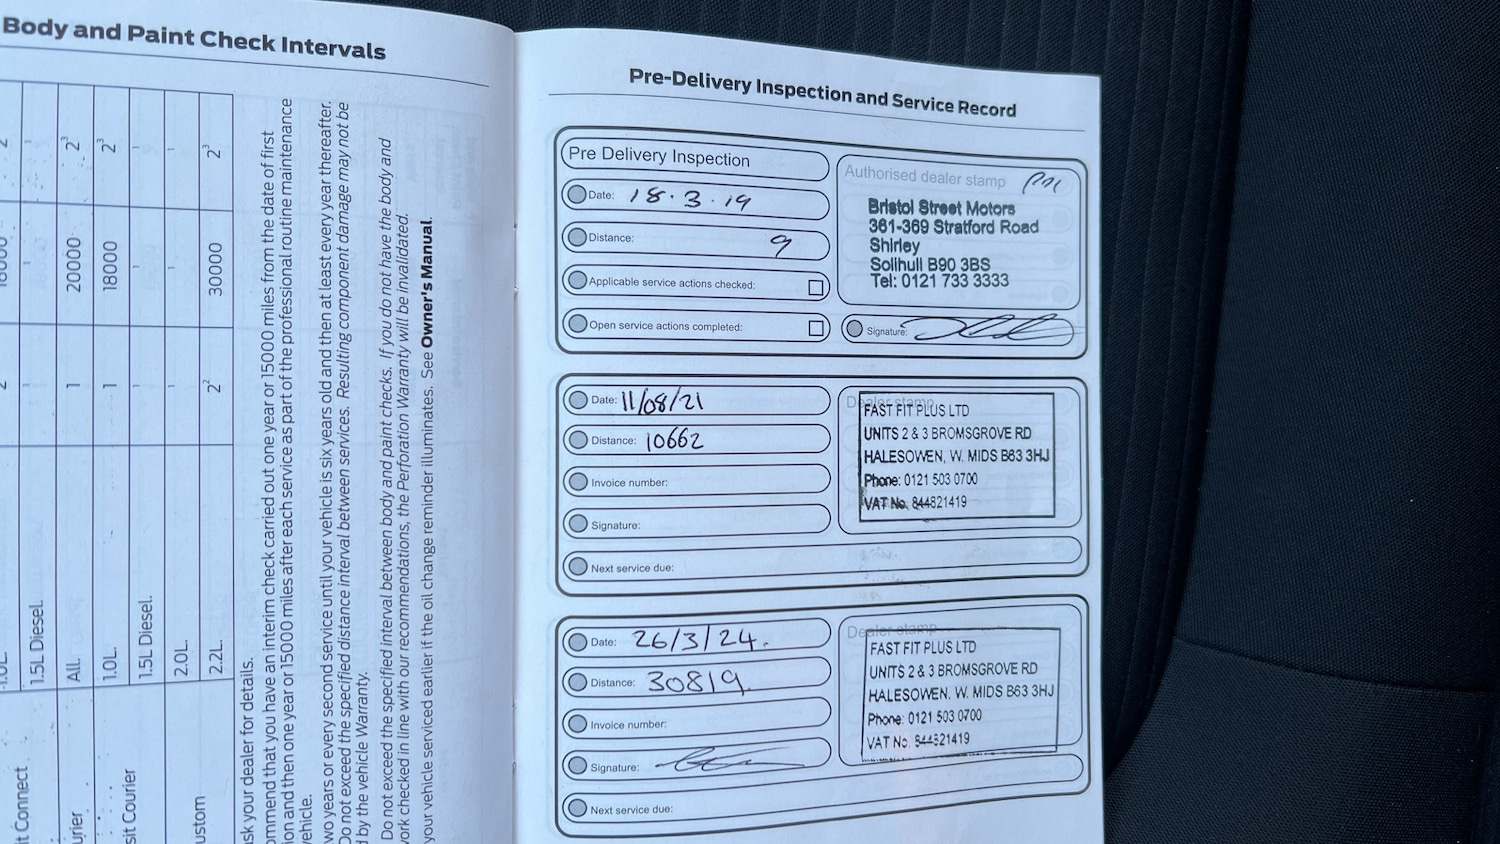 Body and Paint Check Intervals
1.5L Diesel.
All.
1
20000
2³
1.0L.
1
18000
2³
1.5L Diesel.
2.0L.
2.2L.
2²
30000
2³
t Connect
urier
sit Courier
ustom
sk your dealer for details.
ommend that you have an interim check carried out one year or 15000 miles from the date of first
ion and then one year or 15000 miles after each service as part of the professional routine maintenance
vehicle.
wo years or every second service until your vehicle is six years old and then at least every year thereafter.
Do not exceed the specified distance interval between services. Resulting component damage may not be
d by the vehicle Warranty.
Do not exceed the specified interval between body and paint checks. If you do not have the body and
work checked in line with our recommendations, the Perforation Warranty will be invalidated.
your vehicle serviced earlier if the oil change reminder illuminates. See Owner's Manual.
Pre-Delivery Inspection and Service Record
Pre Delivery Inspection
Date: 18.3.19
Distance: 9
Applicable service actions checked:
Open service actions completed:
Authorised dealer stamp
Bristol Street Motors
361-369 Stratford Road
Shirley
Solihull B90 3BS
Tel: 0121 733 3333
Signature:
Date: 11/08/21
Distance: 10662
Invoice number:
Signature:
Next service due:
Dealer stamp
FAST FIT PLUS LTD
UNITS 2 & 3 BROMSGROVE RD
HALESOWEN, W. MIDS B63 3HJ
Phone: 0121 503 0700
VAT No. 844821419
Date: 26/3/24.
Distance: 30819
Invoice number:
Signature:
Next service due:
Dealer stamp
FAST FIT PLUS LTD
UNITS 2 & 3 BROMSGROVE RD
HALESOWEN, W. MIDS B63 3HJ
Phone: 0121 503 0700
VAT No. 844821419